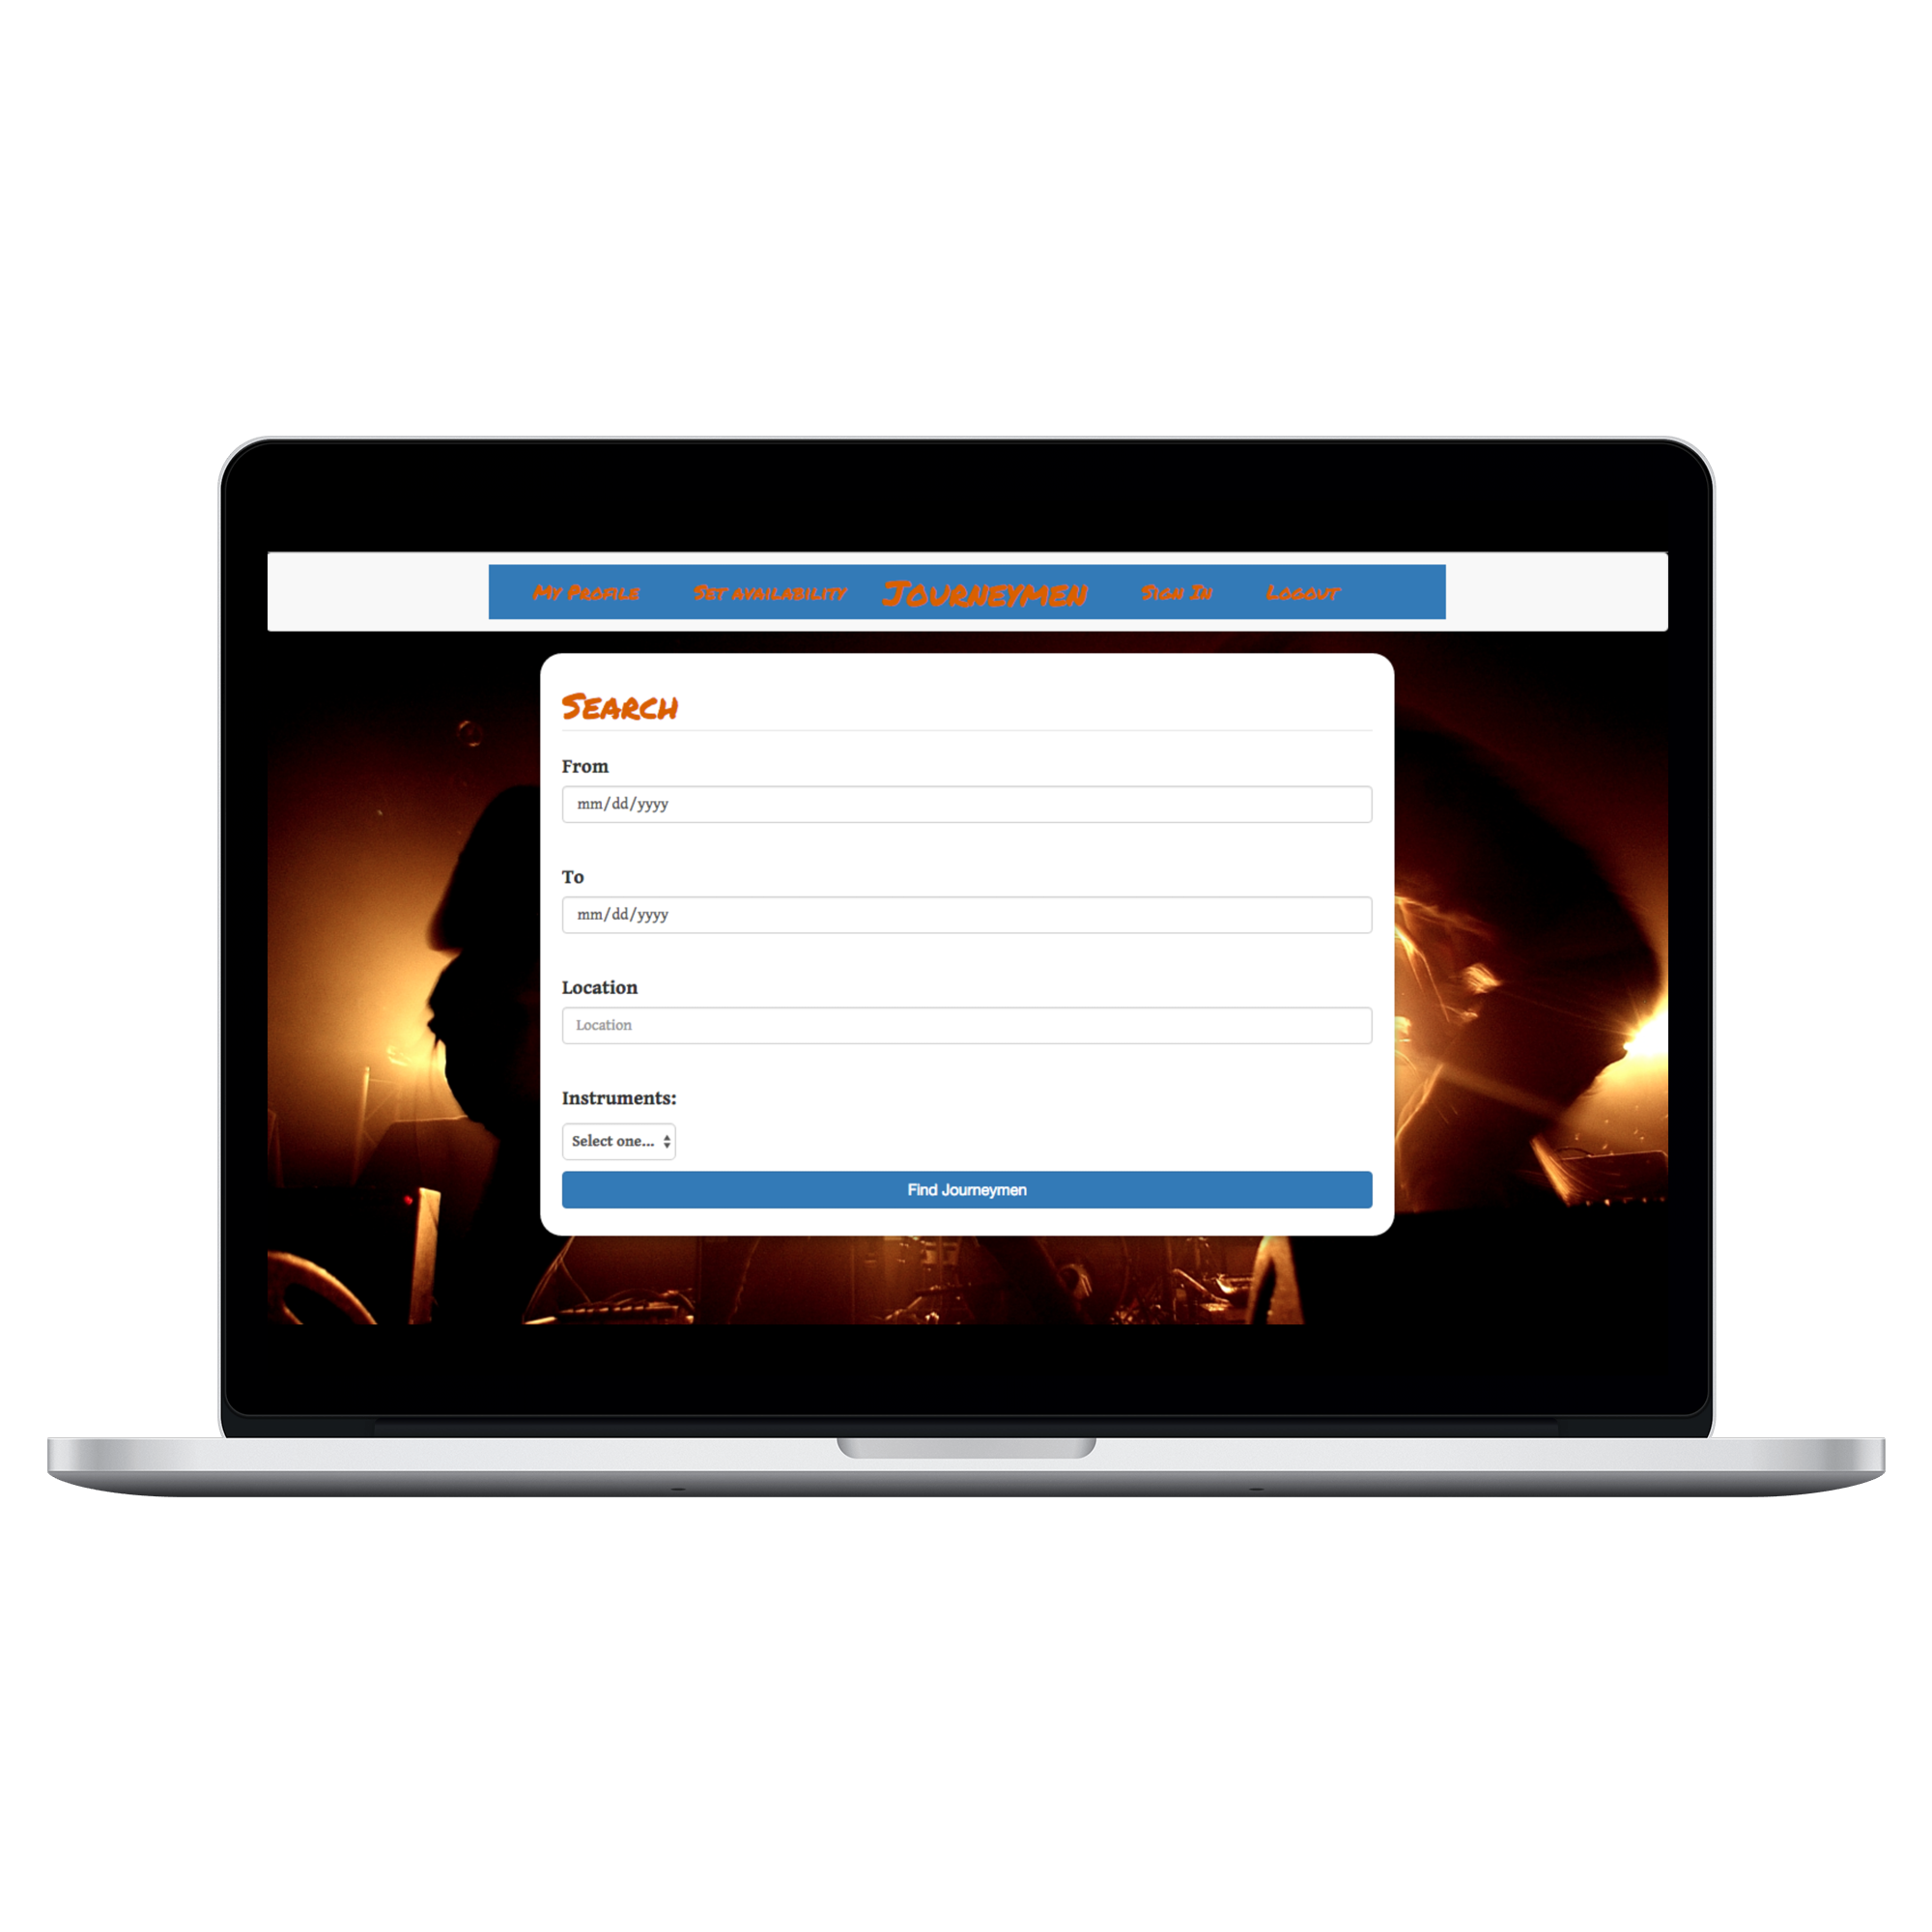 My Profile Set availability Journeymen Sign In Logout
Search
From
mm/dd/yyyy
To
mm/dd/yyyy
Location
Location
Instruments:
Select one...
Find Journeymen